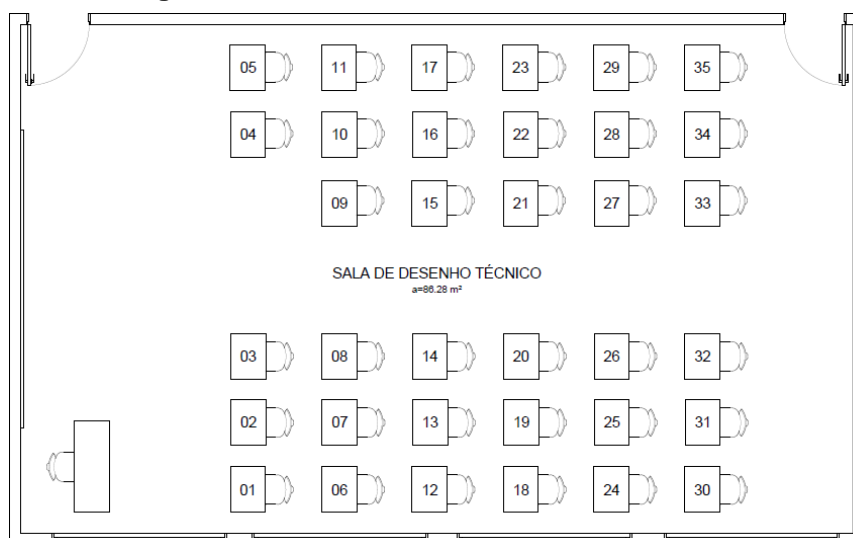 05 11 17 23 29 35
04 10 16 22 28 34
09 15 21 27 33
SALA DE DESENHO TÉCNICO
a=86.28 m²
03 08 14 20 26 32
02 07 13 19 25 31
01 06 12 18 24 30